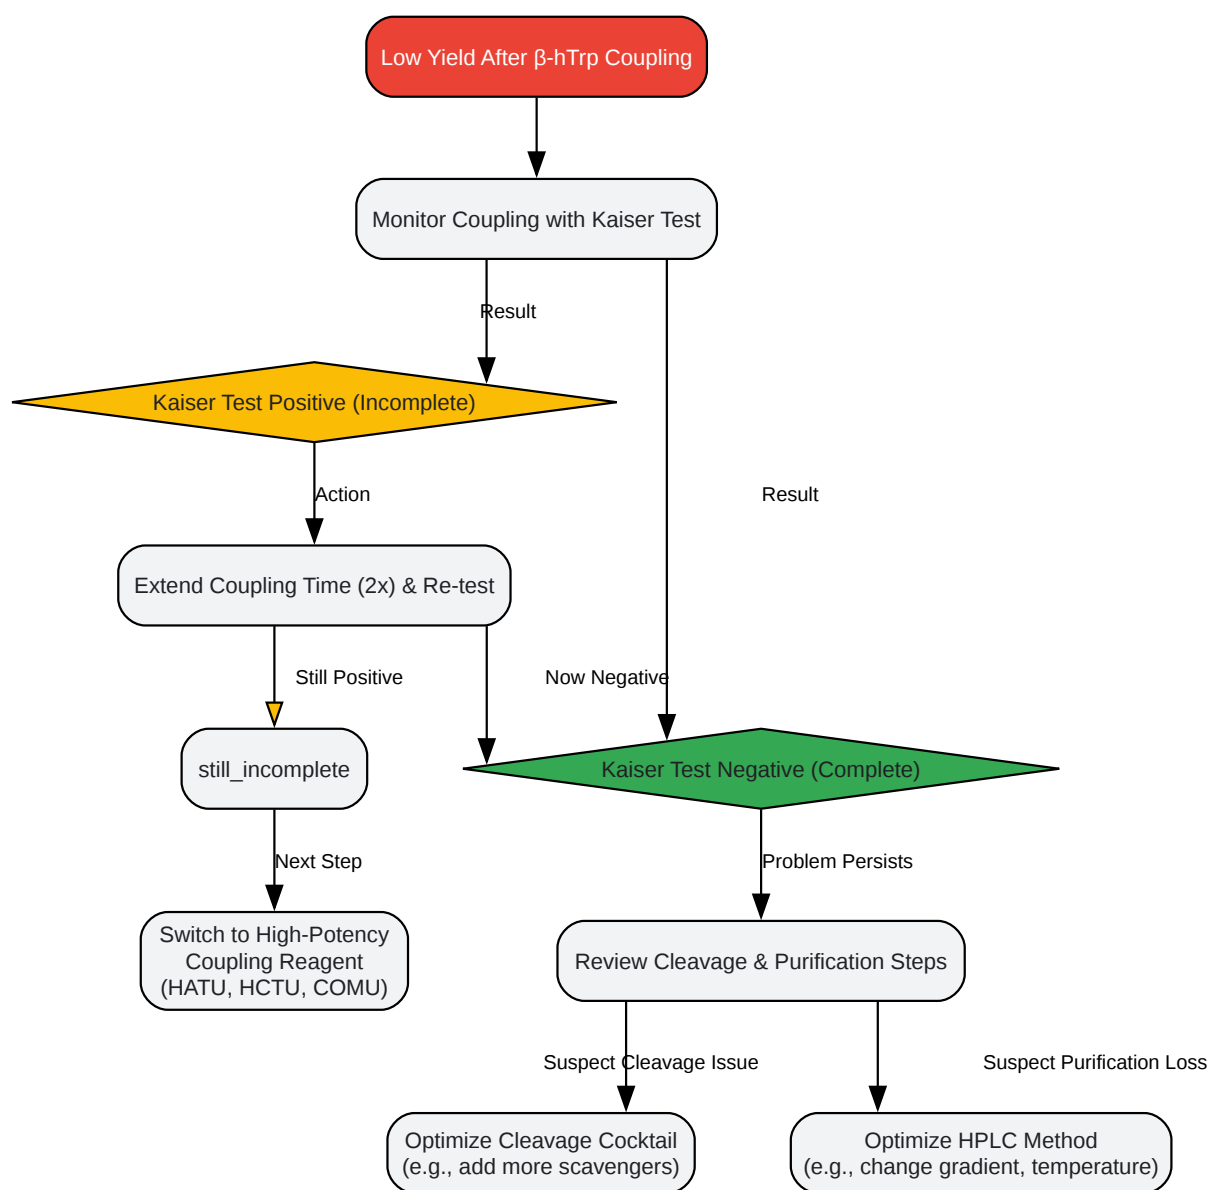 Low Yield After β-hTrp Coupling
Monitor Coupling with Kaiser Test
Result
Kaiser Test Positive (Incomplete)
Action
Result
Extend Coupling Time (2x) & Re-test
Still Positive
Now Negative
still_incomplete
Kaiser Test Negative (Complete)
Next Step
Problem Persists
Switch to High-Potency
Coupling Reagent
(HATU, HCTU, COMU)
Review Cleavage & Purification Steps
Suspect Cleavage Issue
Suspect Purification Loss
Optimize Cleavage Cocktail
(e.g., add more scavengers)
Optimize HPLC Method
(e.g., change gradient, temperature)